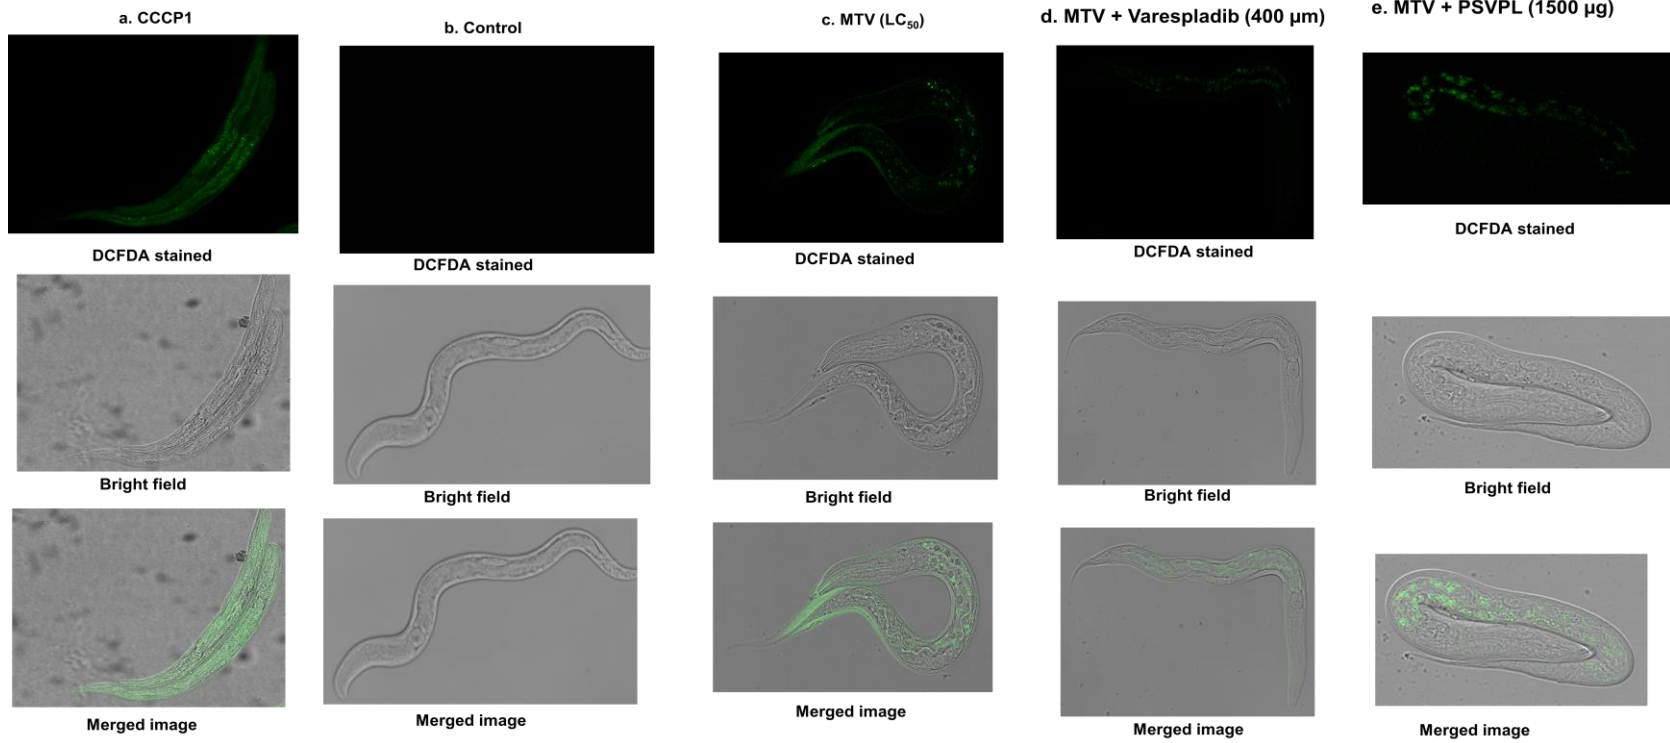 a. CCCP1
b. Control
c. MTV (LC50)
d. MTV + Varespladib (400 µm)
e. MTV + PSVPL (1500 µg)
DCFDA stained
DCFDA stained
DCFDA stained
DCFDA stained
DCFDA stained
Bright field
Bright field
Bright field
Bright field
Bright field
Merged image
Merged image
Merged image
Merged image
Merged image